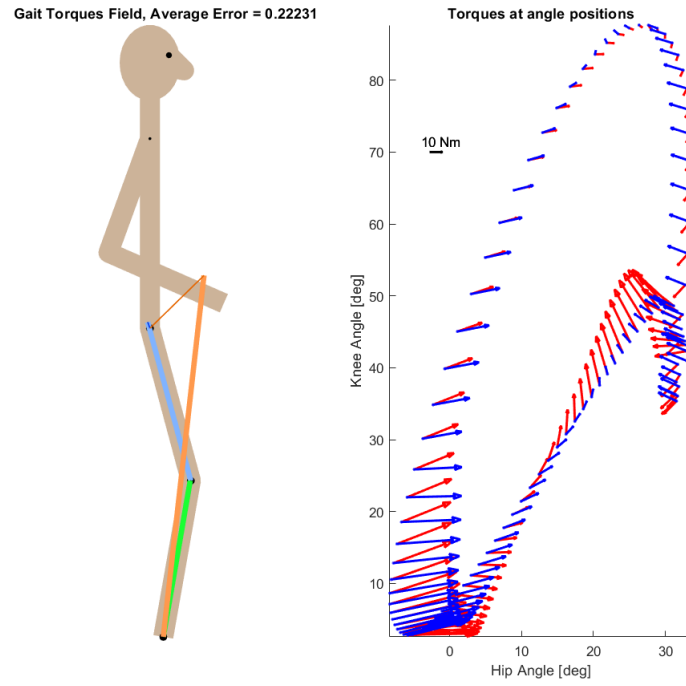 Gait Torques Field, Average Error = 0.22231
Torques at angle positions
80
70
60
50
40
30
20
10
10 Nm
Knee Angle [deg]
0
10
20
30
Hip Angle [deg]